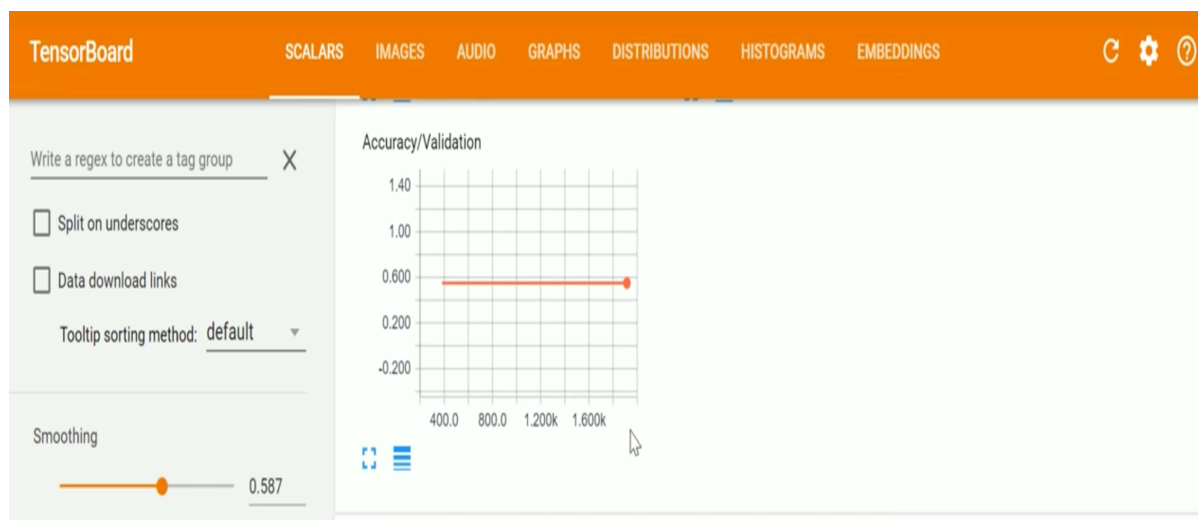 TensorBoard SCALARS IMAGES AUDIO GRAPHS DISTRIBUTIONS HISTOGRAMS EMBEDDINGS
Write a regex to create a tag group
Split on underscores
Data download links
Tooltip sorting method: default
Smoothing
0.587
Accuracy/Validation
1.40
1.00
0.600
0.200
-0.200
400.0 800.0 1.200k 1.600k